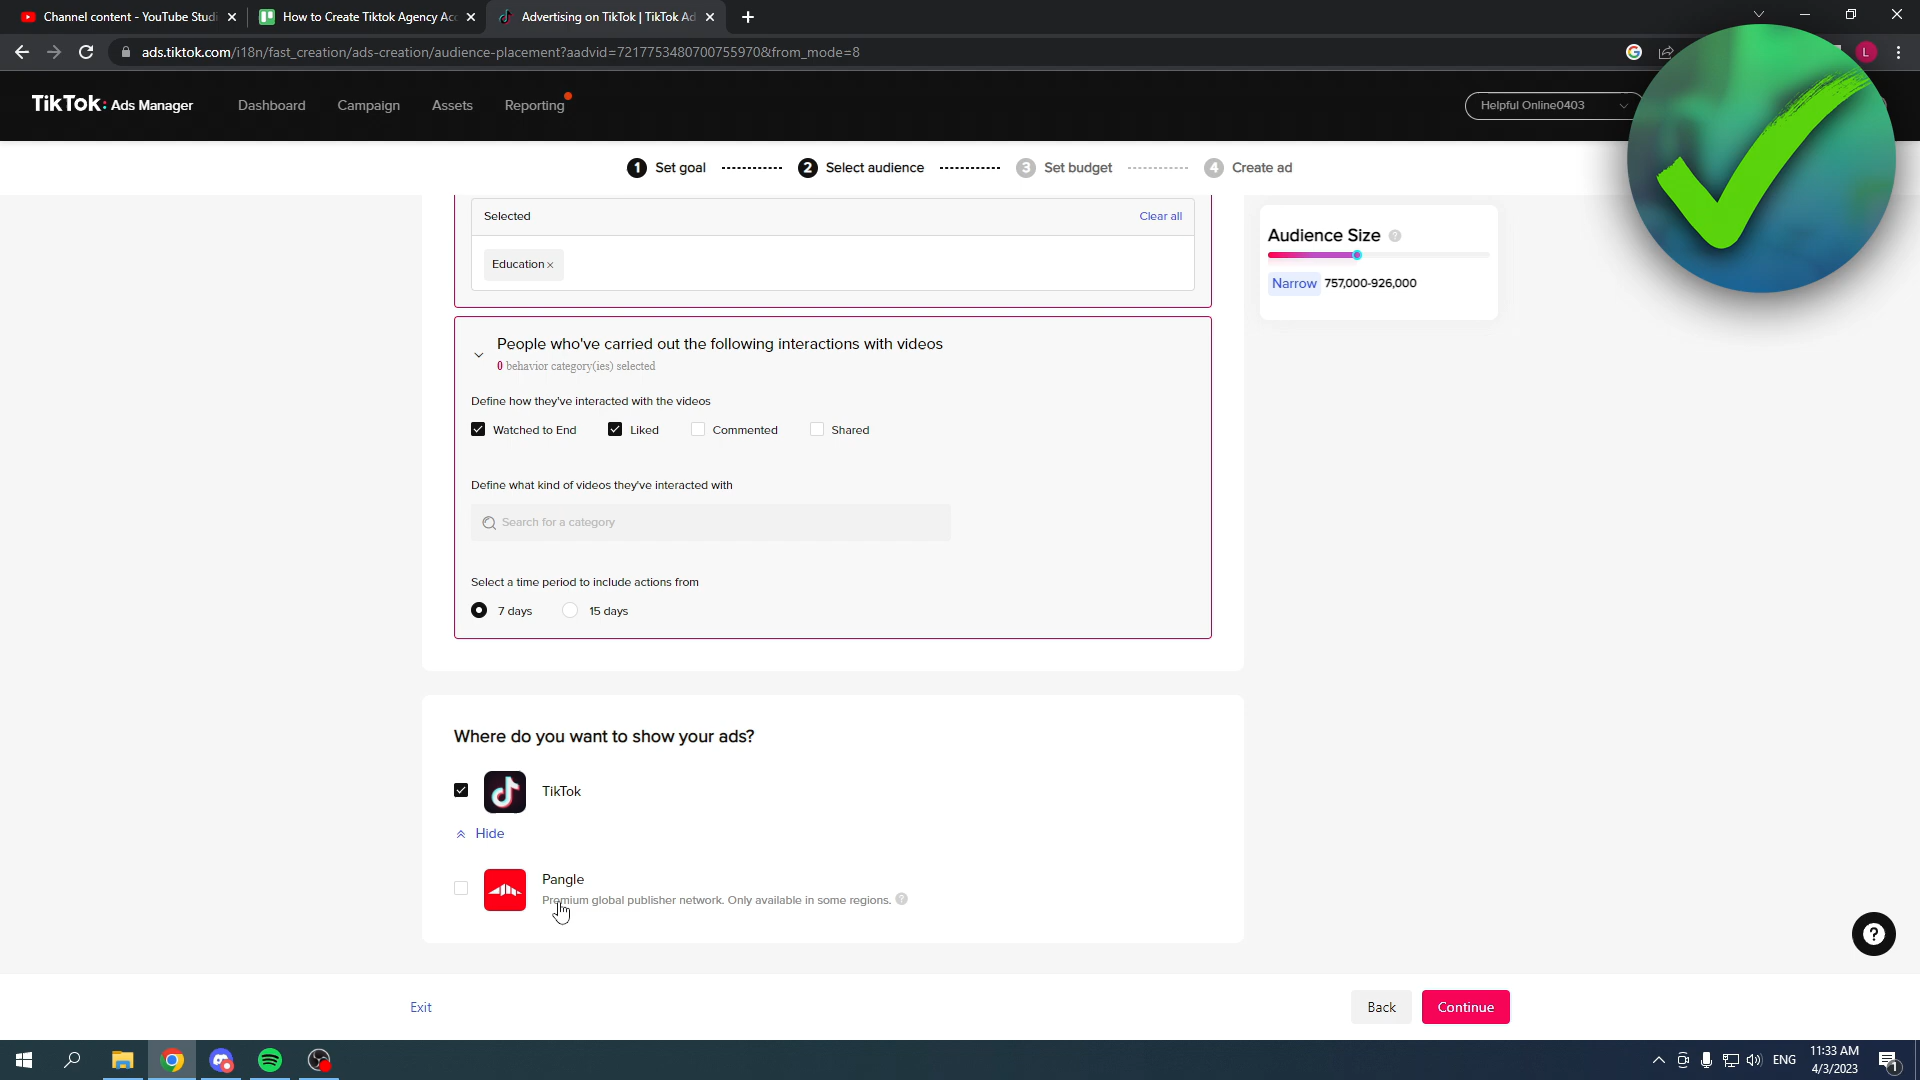 Channel content - YouTube Studi
How to Create Tiktok Agency Acc
Advertising on TikTok | TikTok Ad
ads.tiktok.com/i18n/fast_creation/ads-creation/audience-placement?aadvid=7217753480700755970&from_mode=8
L
TikTok: Ads Manager
Dashboard
Campaign
Assets
Reporting
Helpful Online0403
1 Set goal
2 Select audience
3 Set budget
4 Create ad
Selected
Clear all
Education ×
Audience Size ?
Narrow 757,000-926,000
People who've carried out the following interactions with videos
0 behavior category(ies) selected
Define how they've interacted with the videos
Watched to End
Liked
Commented
Shared
Define what kind of videos they've interacted with
Search for a category
Select a time period to include actions from
7 days
15 days
Where do you want to show your ads?
TikTok
Hide
Pangle
Premium global publisher network. Only available in some regions. ?
?
Exit
Back
Continue
ENG
11:33 AM
4/3/2023
1